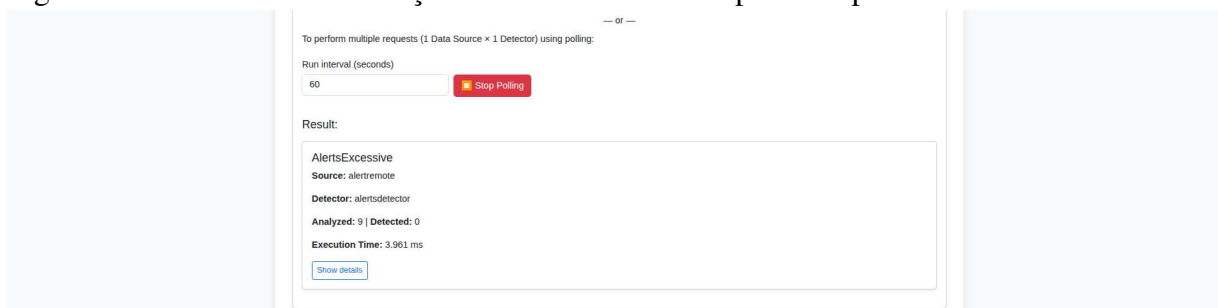 — or —
To perform multiple requests (1 Data Source × 1 Detector) using polling:
Run interval (seconds)
60
Stop Polling
Result:
AlertsExcessive
Source: alertremote
Detector: alertsdetector
Analyzed: 9 | Detected: 0
Execution Time: 3.961 ms
Show details